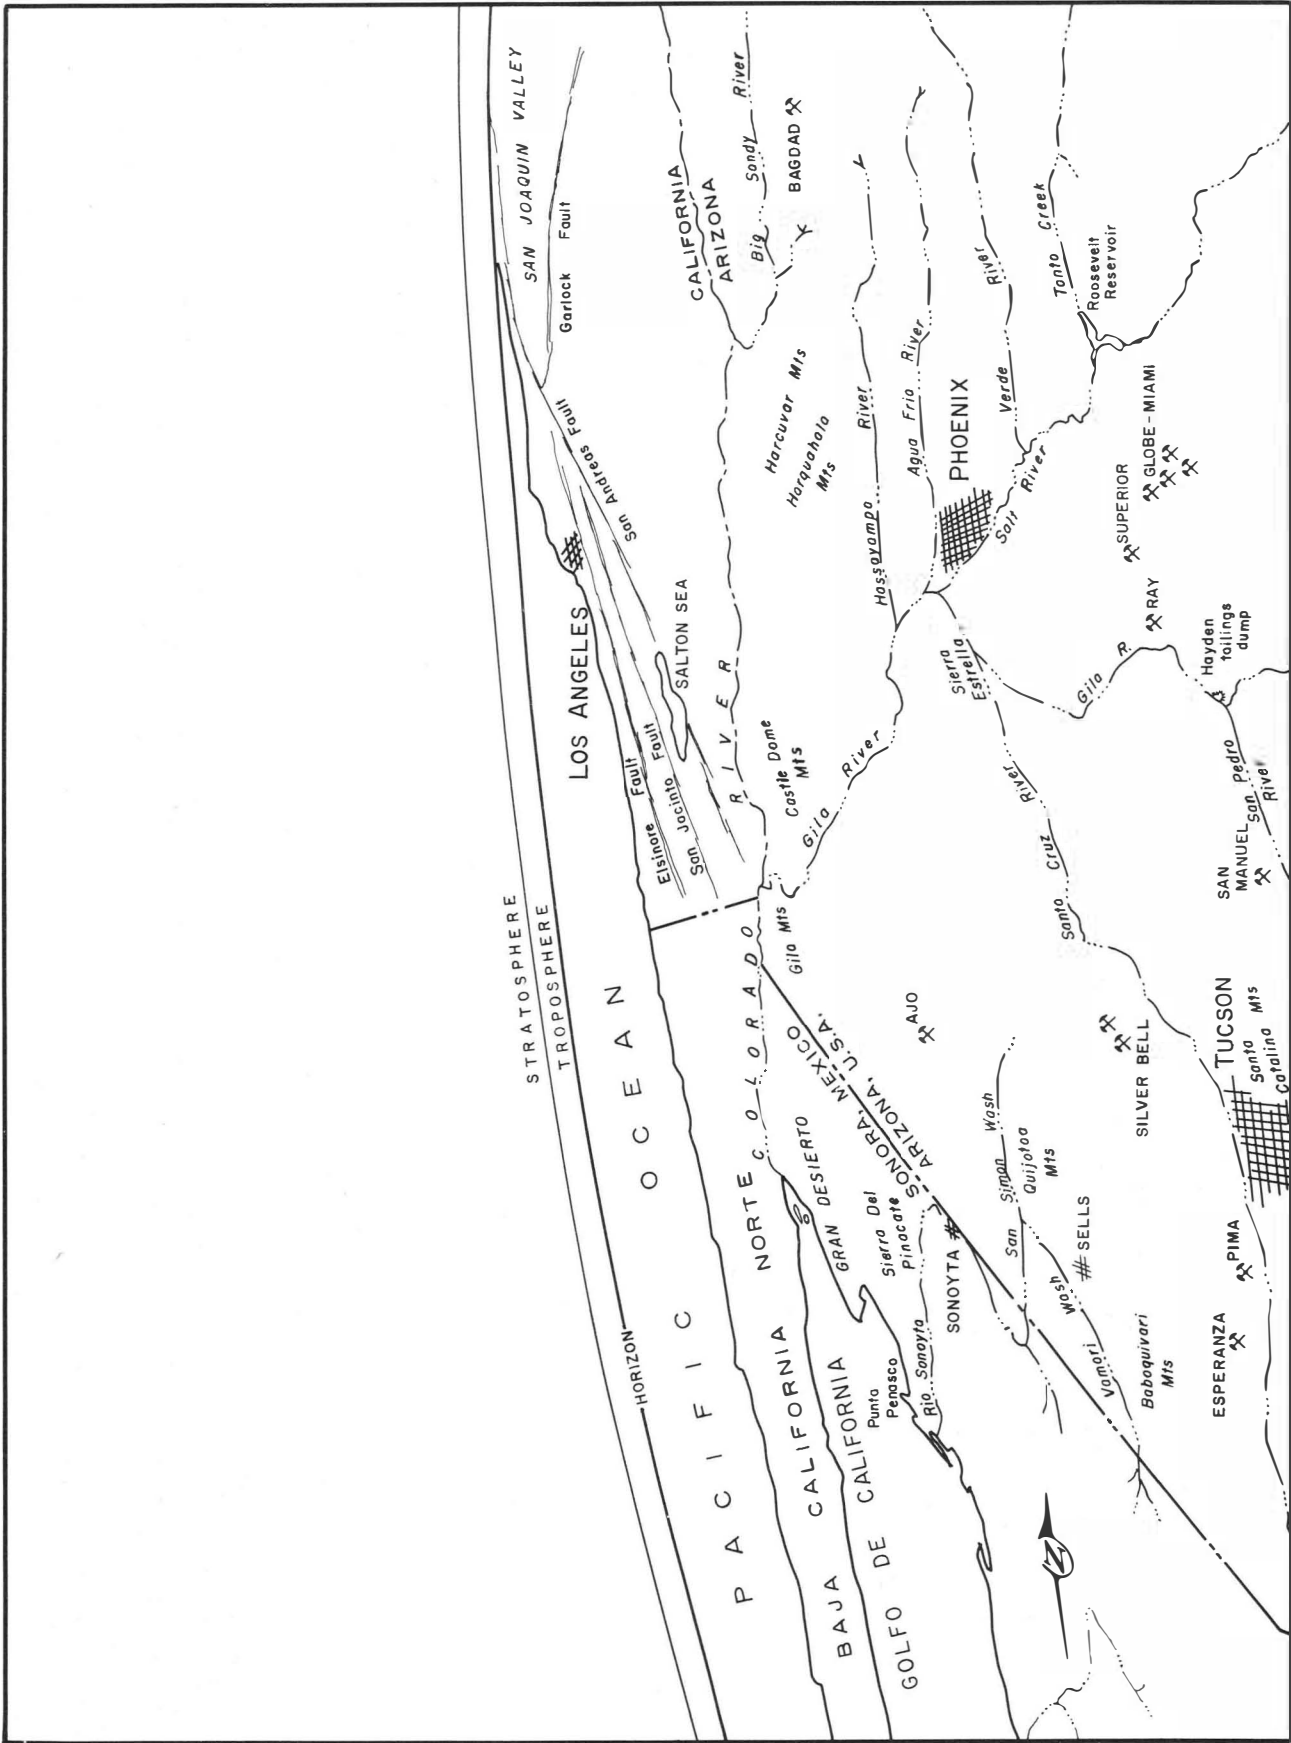 STRATOSPHERE
TROPOSPHERE
HORIZON
PACIFIC OCEAN
LOS ANGELES
SAN JOAQUIN VALLEY
Garlock Fault
San Andreas Fault
Elsinore Fault
San Jacinto Fault
SALTON SEA
CALIFORNIA
ARIZONA
Big Sandy River
BAGDAD
COLORADO RIVER
Harcuvar Mts
Harquahala
Mts
Castle Dome
Mts
Gila Mts
Gila River
Hassayampa River
Agua Fria River
PHOENIX
Verde River
Salt River
Tonto Creek
Roosevelt
Reservoir
SUPERIOR
GLOBE-MIAMI
RAY
Sierra
Estrella
Gila R.
Hayden
tailings
dump
San Pedro
River
SAN
MANUEL
Santa Cruz River
BAJA CALIFORNIA NORTE
GOLFO DE CALIFORNIA
GRAN DESIERTO
Sierra Del
Pinacate
Punta
Penasco
Rio Sonoyta
SONOYTA
SONORA, MEXICO
ARIZONA, U.S.A.
AJO
San Simon Wash
Quijotoa
Mts
SELLS
Vamori Wash
Baboquivari
Mts
SILVER BELL
TUCSON
Santa
Catalina Mts
PIMA
ESPERANZA
N